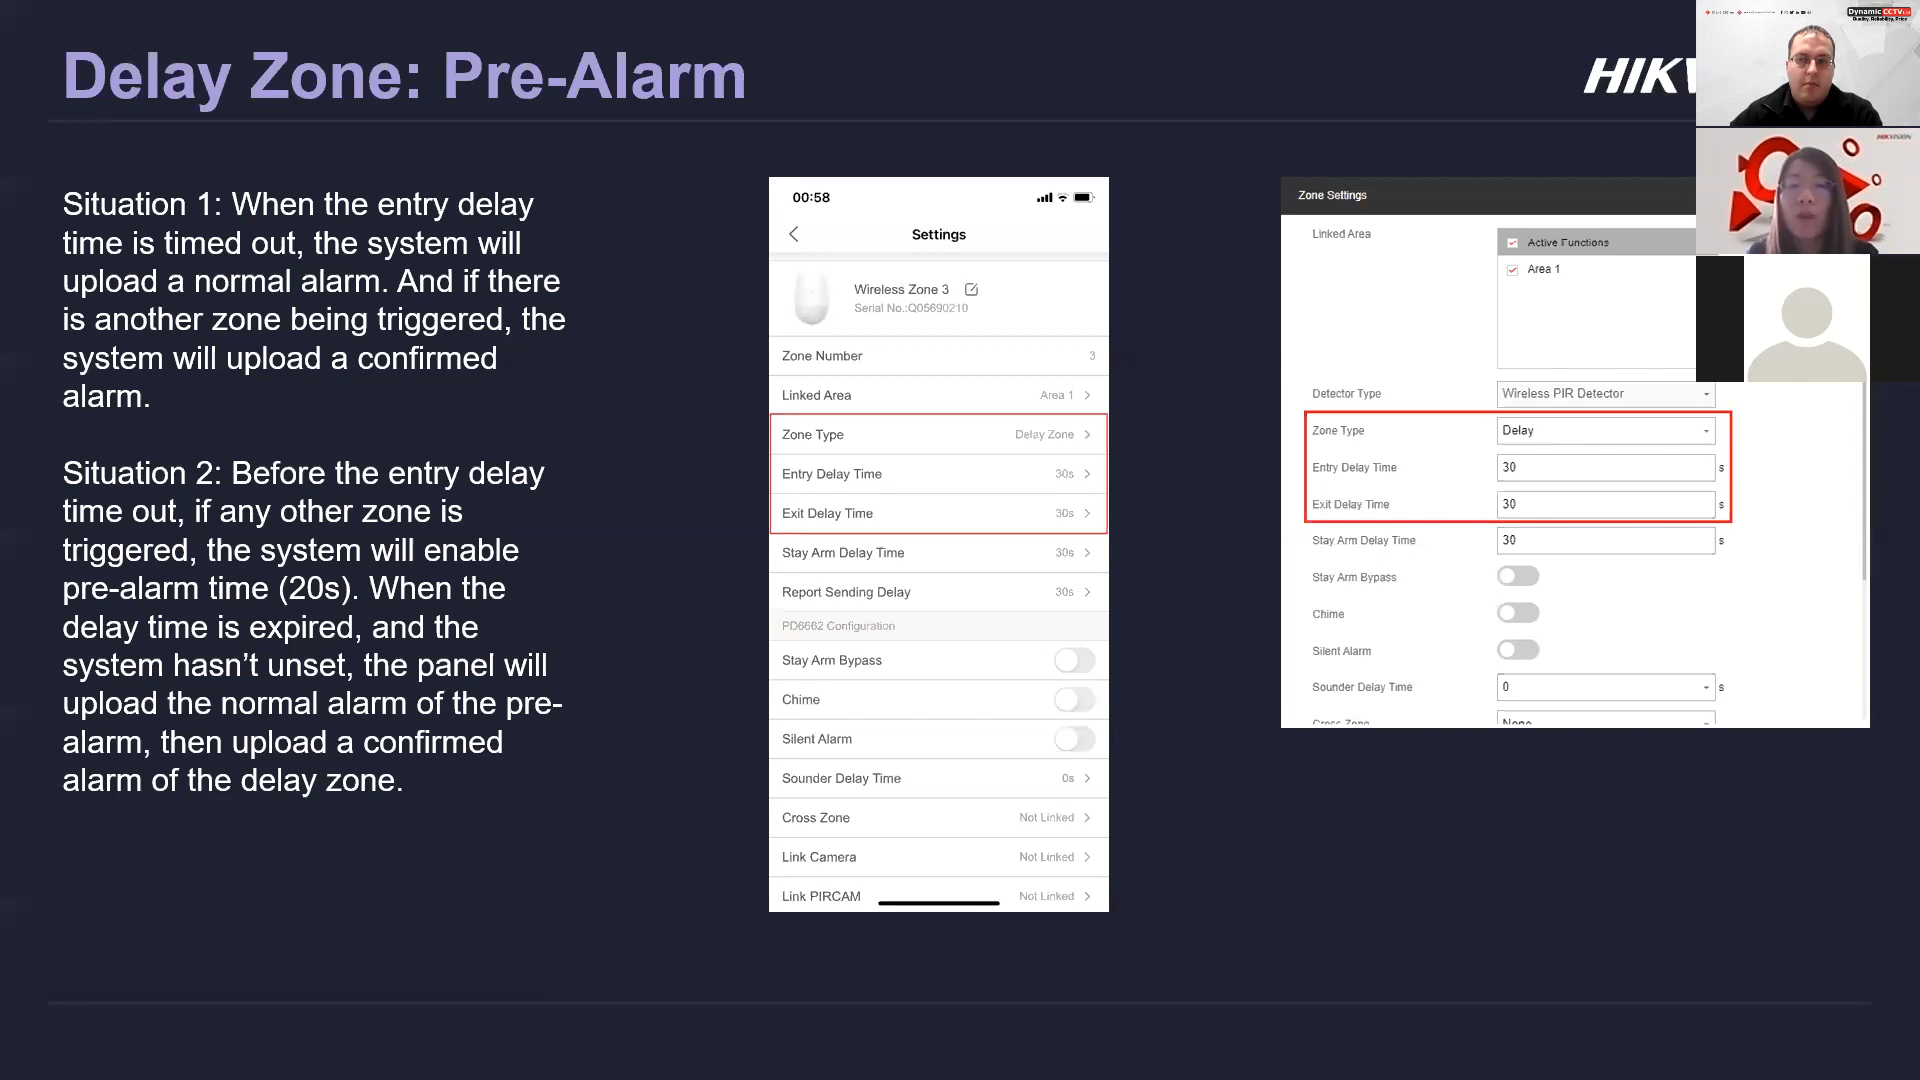 Delay Zone: Pre-Alarm
HIKV
Dynamic CCTV
Quality, Reliability, Price
HIKVISION
Situation 1: When the entry delay
time is timed out, the system will
upload a normal alarm. And if there
is another zone being triggered, the
system will upload a confirmed
alarm.
Situation 2: Before the entry delay
time out, if any other zone is
triggered, the system will enable
pre-alarm time (20s). When the
delay time is expired, and the
system hasn’t unset, the panel will
upload the normal alarm of the pre-
alarm, then upload a confirmed
alarm of the delay zone.
00:58
Settings
Wireless Zone 3
Serial No.:Q05690210
Zone Number 3
Linked Area Area 1
Zone Type Delay Zone
Entry Delay Time 30s
Exit Delay Time 30s
Stay Arm Delay Time 30s
Report Sending Delay 30s
PD6662 Configuration
Stay Arm Bypass
Chime
Silent Alarm
Sounder Delay Time 0s
Cross Zone Not Linked
Link Camera Not Linked
Link PIRCAM Not Linked
Zone Settings
Linked Area
Active Functions
Area 1
Detector Type Wireless PIR Detector
Zone Type Delay
Entry Delay Time 30 s
Exit Delay Time 30 s
Stay Arm Delay Time 30 s
Stay Arm Bypass
Chime
Silent Alarm
Sounder Delay Time 0 s
Cross Zone None